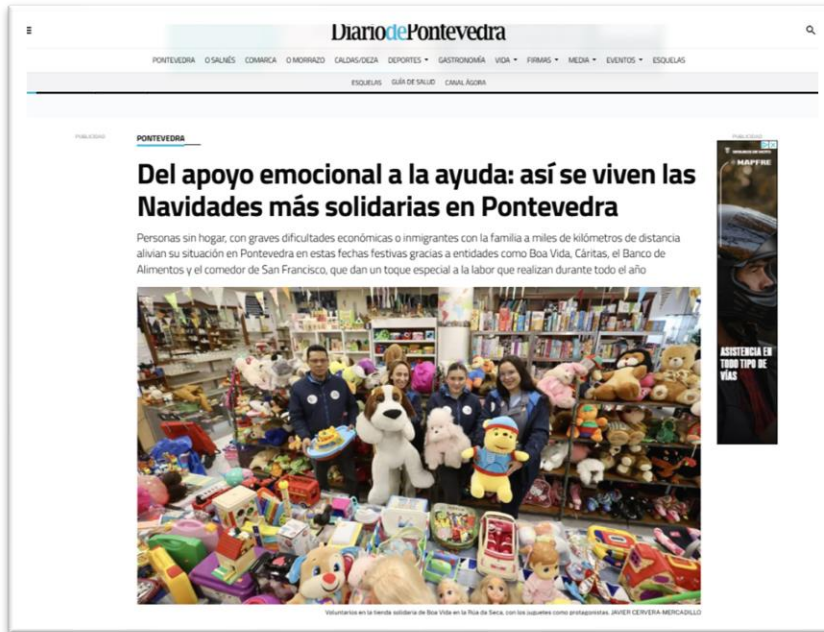 DiariodePontevedra
PONTEVEDRA O SALNÉS COMARCA O MORRAZO CALDAS/DEZA DEPORTES GASTRONOMÍA VIDA FIRMAS MEDIA EVENTOS ESQUELAS
ESQUELAS GUÍA DE SALUD CANAL ÁGORA
PUBLICIDAD
PONTEVEDRA
PUBLICIDAD
Del apoyo emocional a la ayuda: así se viven las
Navidades más solidarias en Pontevedra
Personas sin hogar, con graves dificultades económicas o inmigrantes con la familia a miles de kilómetros de distancia
alivian su situación en Pontevedra en estas fechas festivas gracias a entidades como Boa Vida, Cáritas, el Banco de
Alimentos y el comedor de San Francisco, que dan un toque especial a la labor que realizan durante todo el año
MAPFRE
ASISTENCIA EN
TODO TIPO DE
VÍAS
Voluntarios en la tienda solidaria de Boa Vida en la Rúa da Seca, con los juguetes como protagonistas. JAVIER CERVERA-MERCADILLO